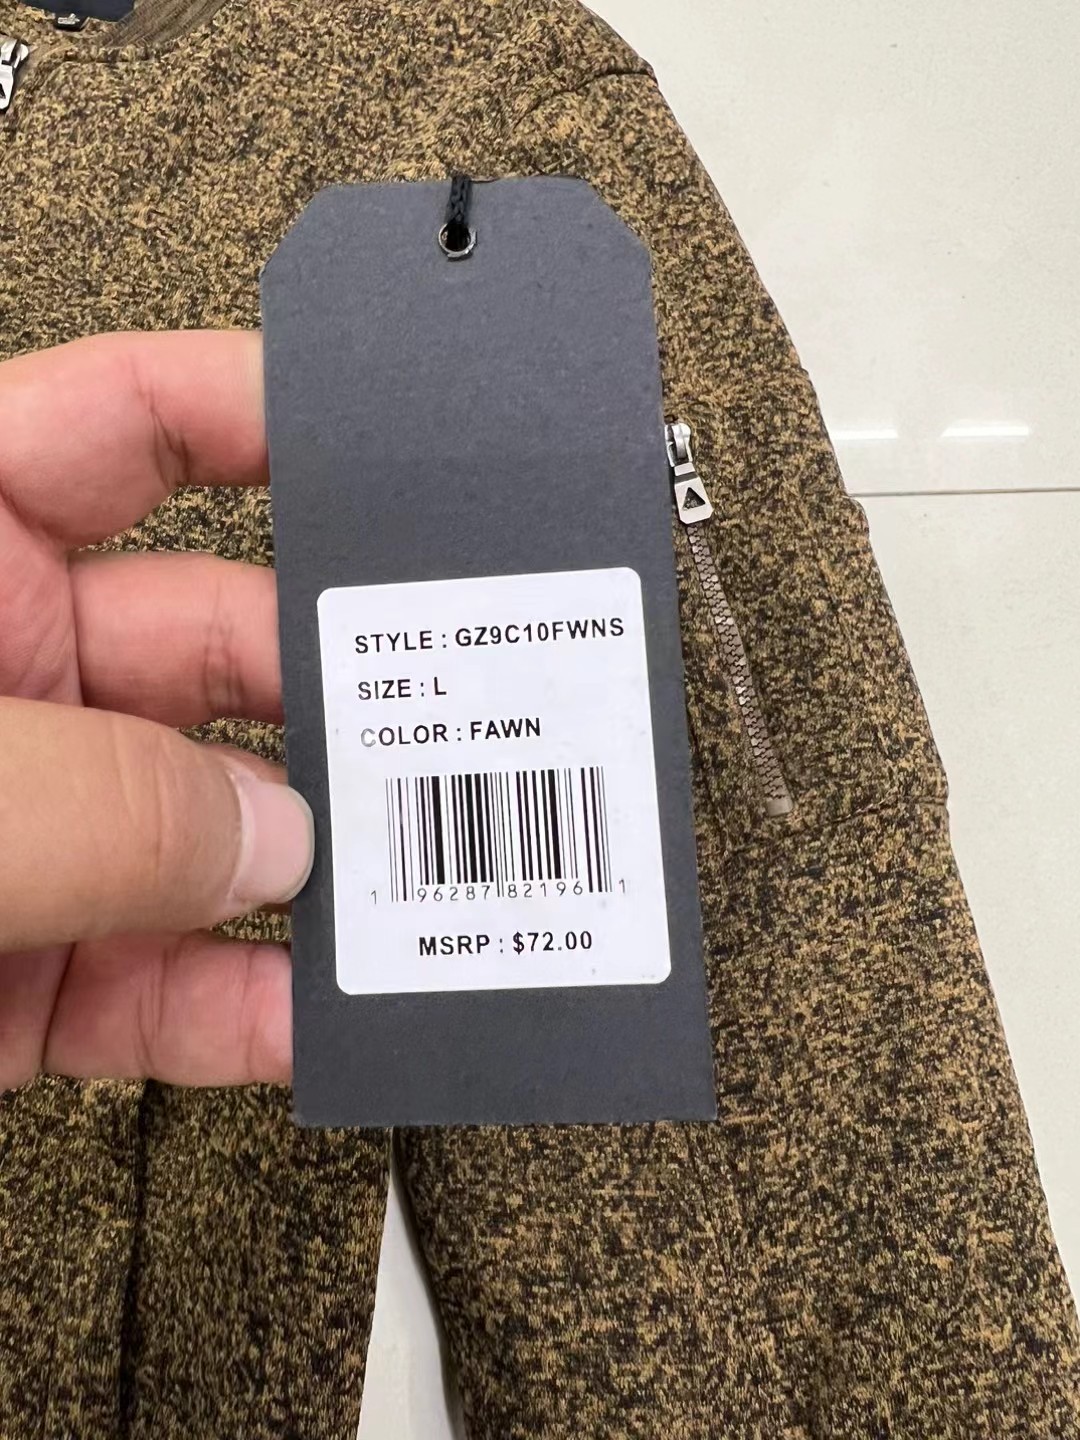 STYLE : GZ9C10FWNS
SIZE : L
COLOR : FAWN
1 96287 82196 1
MSRP : $72.00